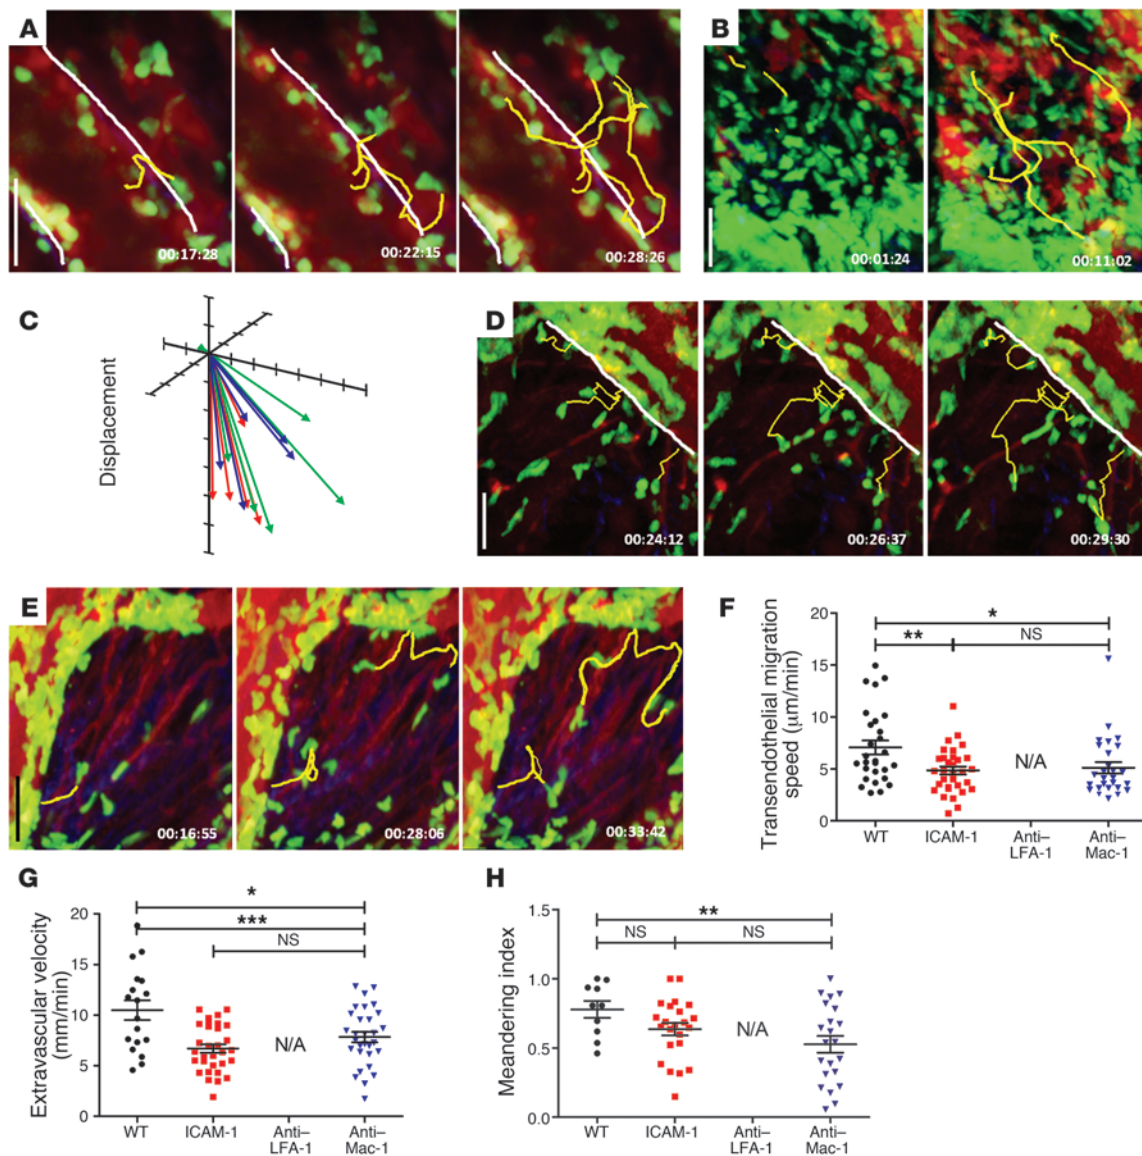 A
00:17:28
00:22:15
00:28:26
B
00:01:24
00:11:02
C
Displacement
D
00:24:12
00:26:37
00:29:30
E
00:16:55
00:28:06
00:33:42
F
Transendothelial migration
speed (μm/min)
20
15
10
5
0
*
**
NS
N/A
WT
ICAM-1
Anti–
LFA-1
Anti–
Mac-1
G
Extravascular velocity
(mm/min)
20
15
10
5
0
*
***
NS
N/A
WT
ICAM-1
Anti–
LFA-1
Anti–
Mac-1
H
Meandering index
1.5
1.0
0.5
0.0
**
NS
NS
N/A
WT
ICAM-1
Anti–
LFA-1
Anti–
Mac-1